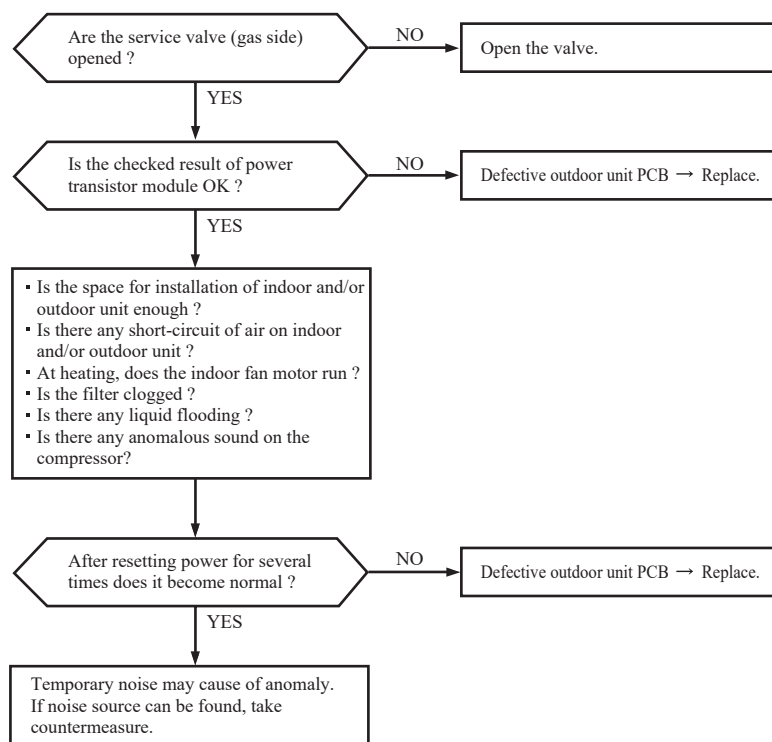 Are the service valve (gas side)
opened ?
NO
Open the valve.
YES
Is the checked result of power
transistor module OK ?
NO
Defective outdoor unit PCB → Replace.
YES
▪ Is the space for installation of indoor and/or
outdoor unit enough ?
▪ Is there any short-circuit of air on indoor
and/or outdoor unit ?
▪ At heating, does the indoor fan motor run ?
▪ Is the filter clogged ?
▪ Is there any liquid flooding ?
▪ Is there any anomalous sound on the
compressor?
After resetting power for several
times does it become normal ?
NO
Defective outdoor unit PCB → Replace.
YES
Temporary noise may cause of anomaly.
If noise source can be found, take
countermeasure.